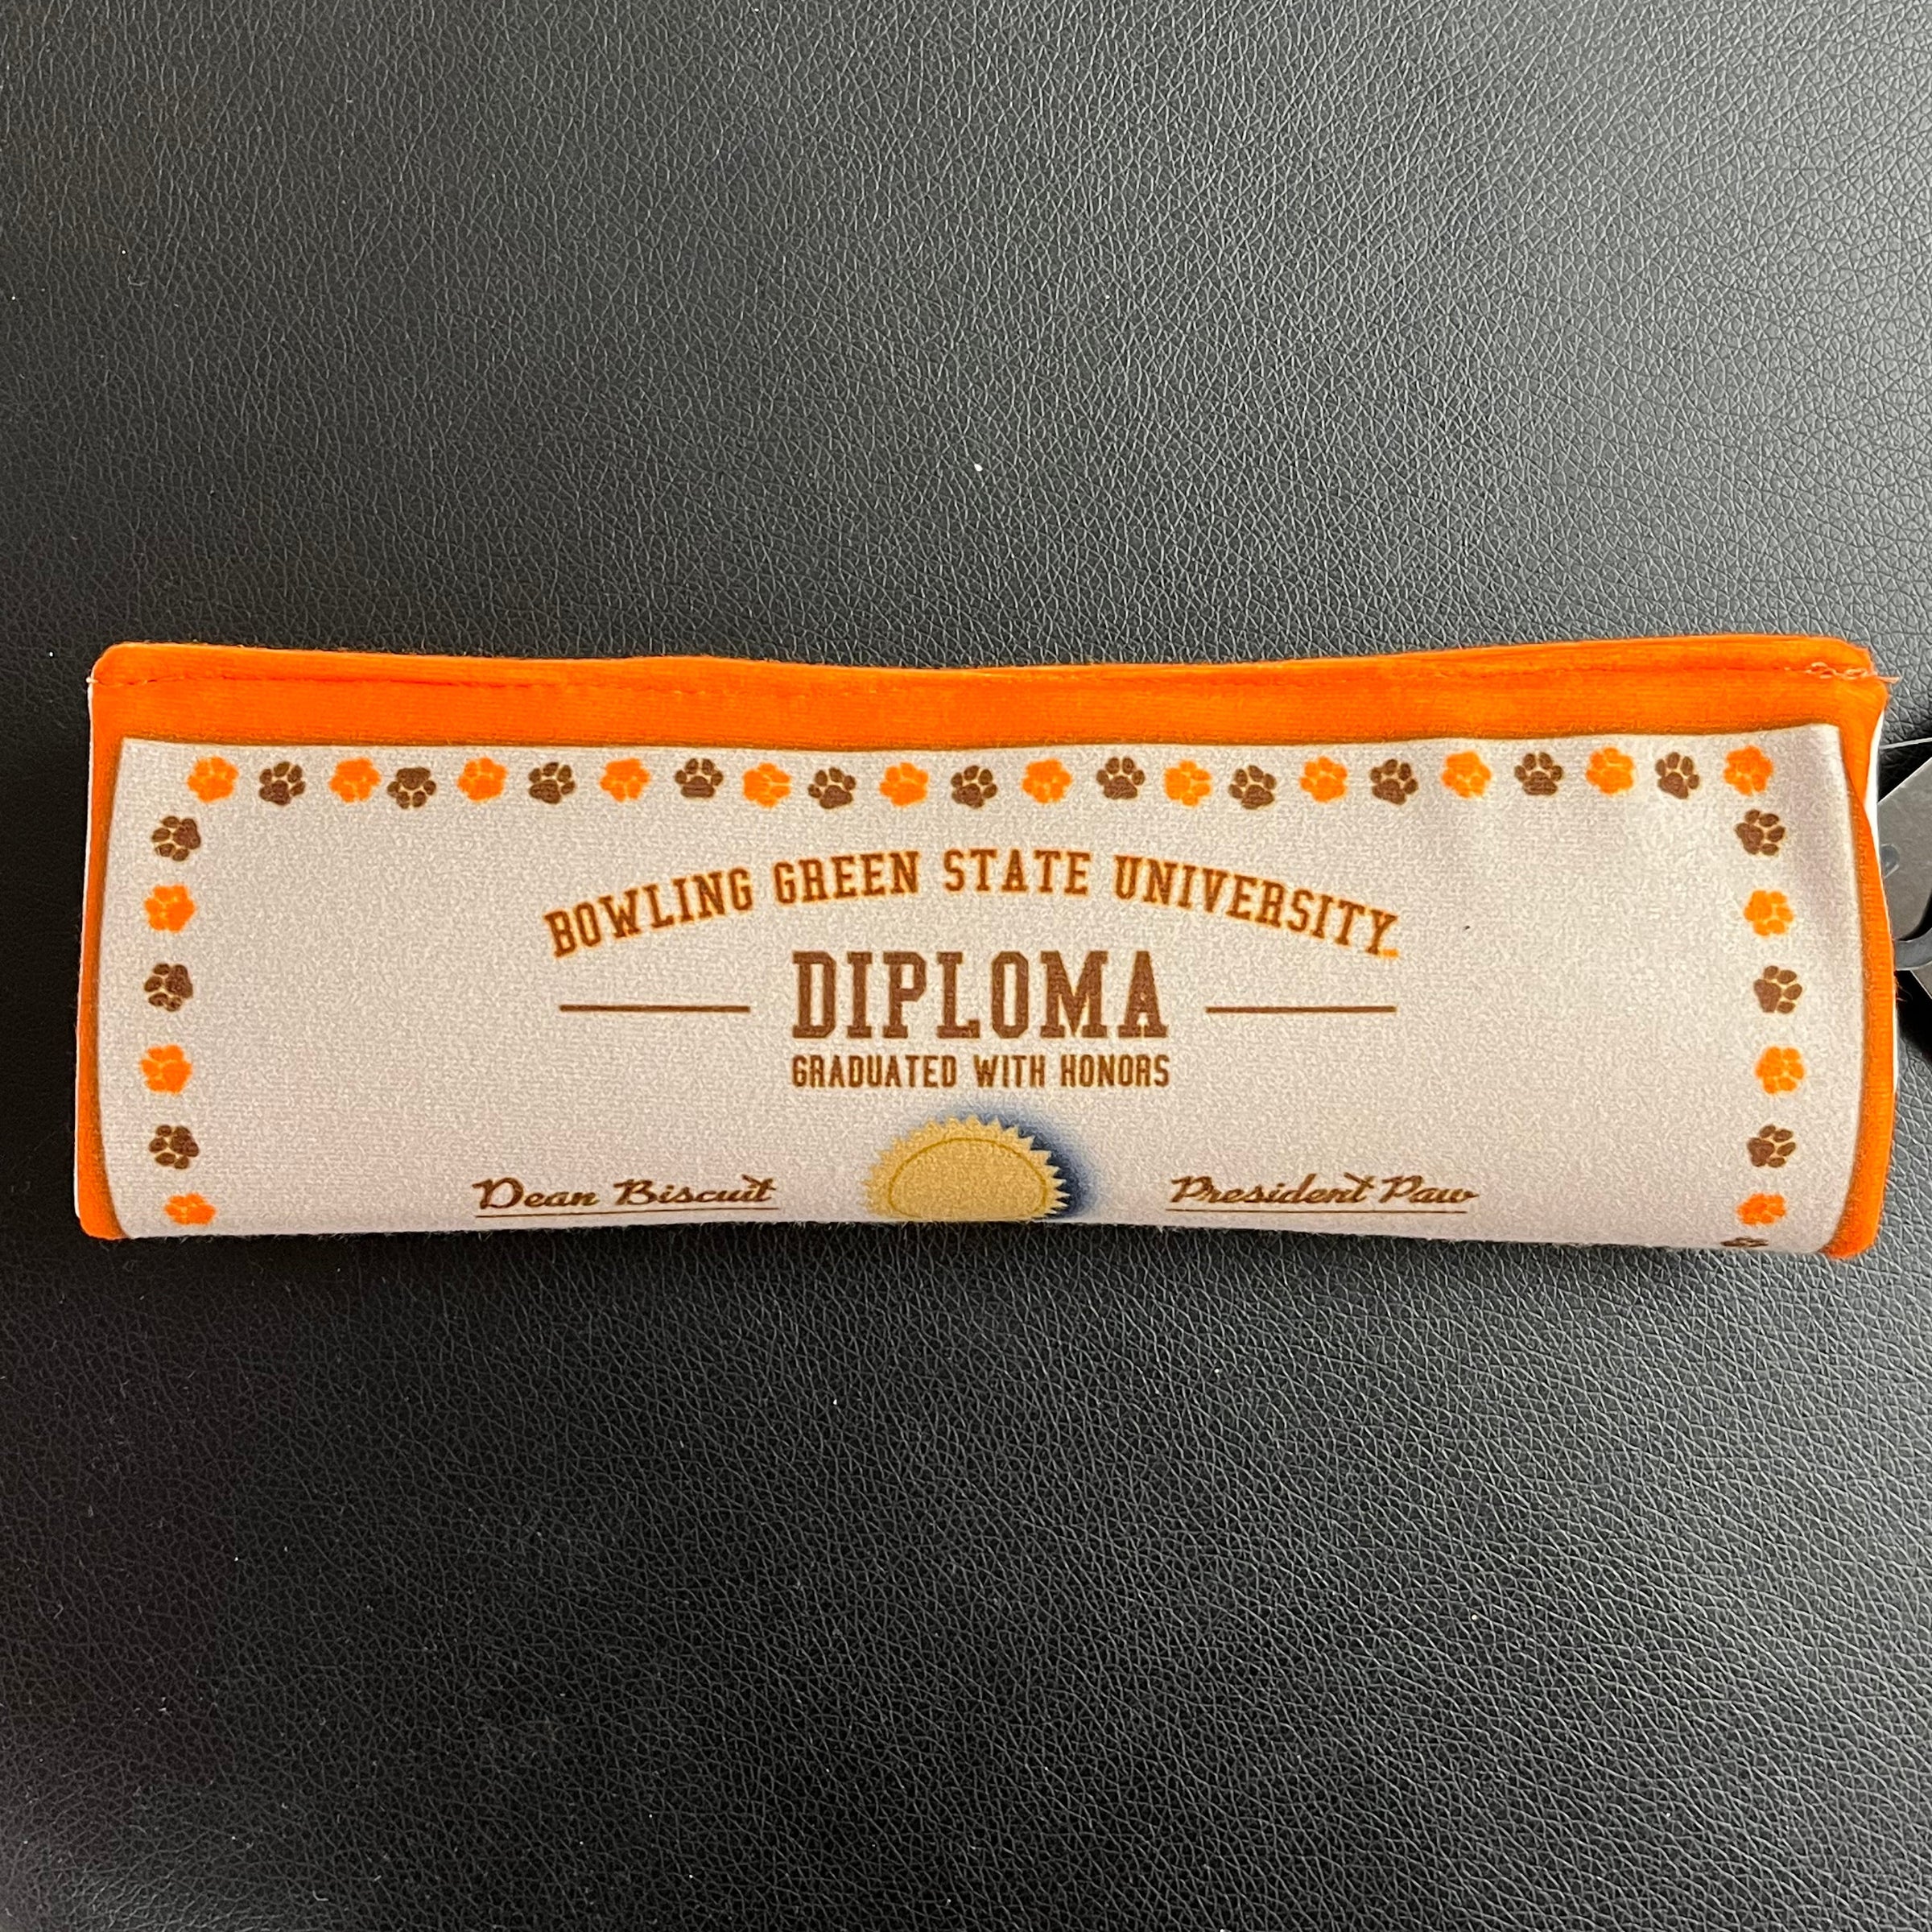 BOWLING GREEN STATE UNIVERSITY
DIPLOMA
GRADUATED WITH HONORS
Dean Biscuit
President Paw